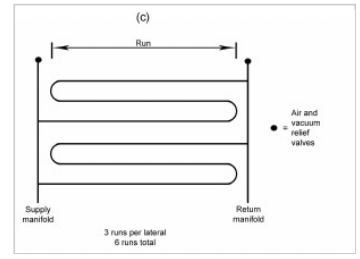 (c)
Run
Air and
= vacuum
relief
valves
Supply
manifold
Return
manifold
3 runs per lateral
6 runs total